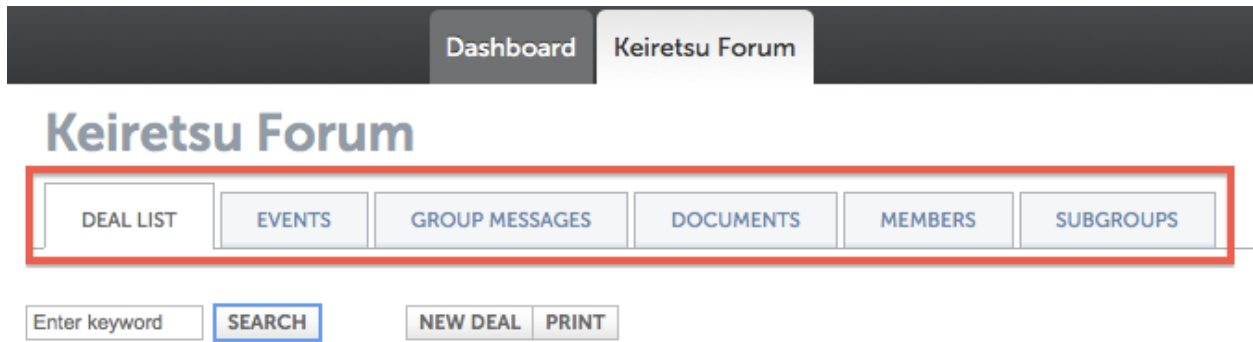 Dashboard Keiretsu Forum
Keiretsu Forum
DEAL LIST EVENTS GROUP MESSAGES DOCUMENTS MEMBERS SUBGROUPS
Enter keyword SEARCH NEW DEAL PRINT